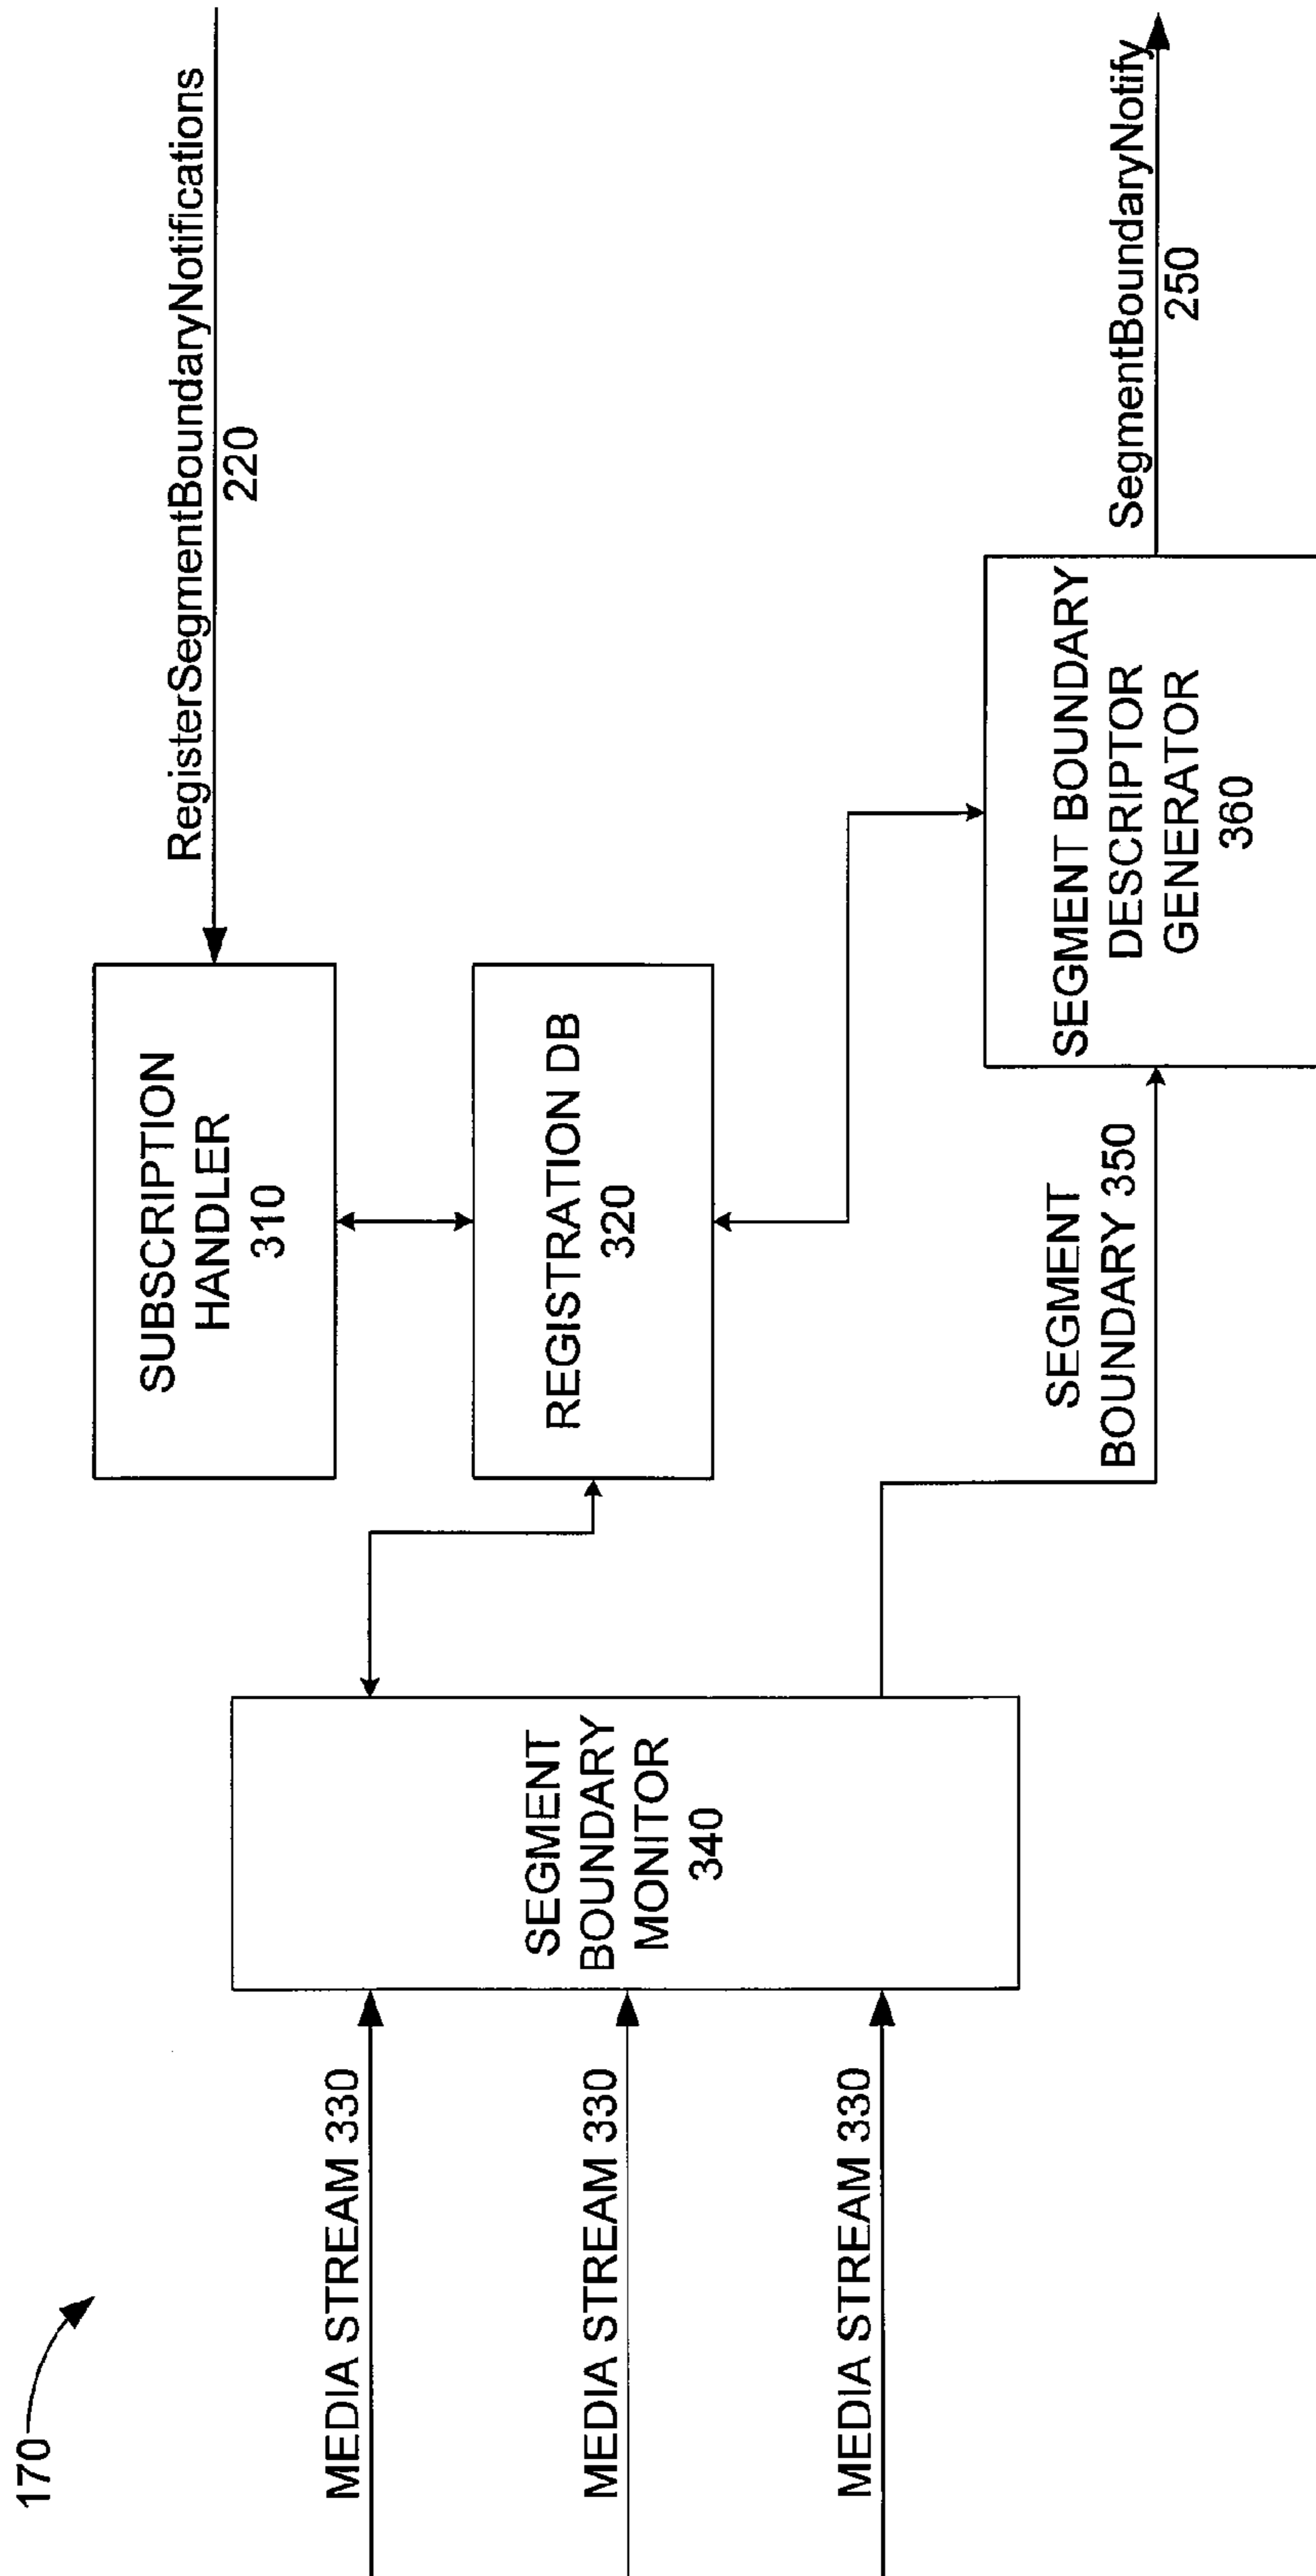 170
RegisterSegmentBoundaryNotifications
220
SUBSCRIPTION
HANDLER
310
REGISTRATION DB
320
MEDIA STREAM 330
MEDIA STREAM 330
MEDIA STREAM 330
SEGMENT
BOUNDARY
MONITOR
340
SEGMENT
BOUNDARY 350
SEGMENT BOUNDARY
DESCRIPTOR
GENERATOR
360
SegmentBoundaryNotify
250